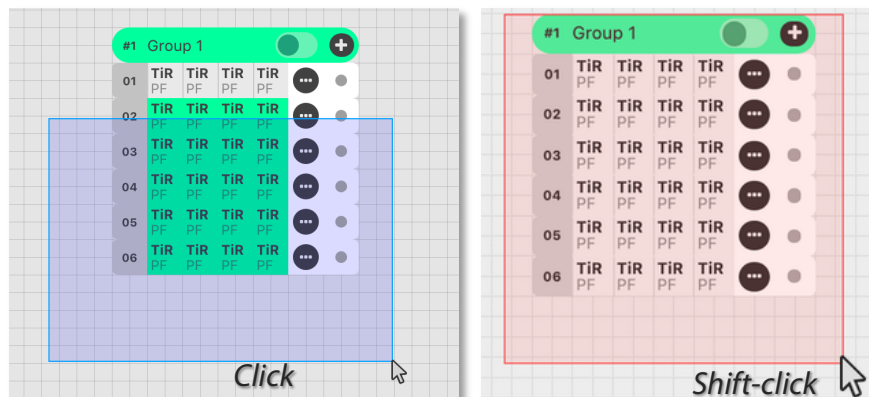 #1 Group 1
01 TiR TiR TiR TiR
PF PF PF PF
02 TiR TiR TiR TiR
PF PF PF PF
03 TiR TiR TiR TiR
PF PF PF PF
04 TiR TiR TiR TiR
PF PF PF PF
05 TiR TiR TiR TiR
PF PF PF PF
06 TiR TiR TiR TiR
PF PF PF PF
Click
#1 Group 1
01 TiR TiR TiR TiR
PF PF PF PF
02 TiR TiR TiR TiR
PF PF PF PF
03 TiR TiR TiR TiR
PF PF PF PF
04 TiR TiR TiR TiR
PF PF PF PF
05 TiR TiR TiR TiR
PF PF PF PF
06 TiR TiR TiR TiR
PF PF PF PF
Shift-click